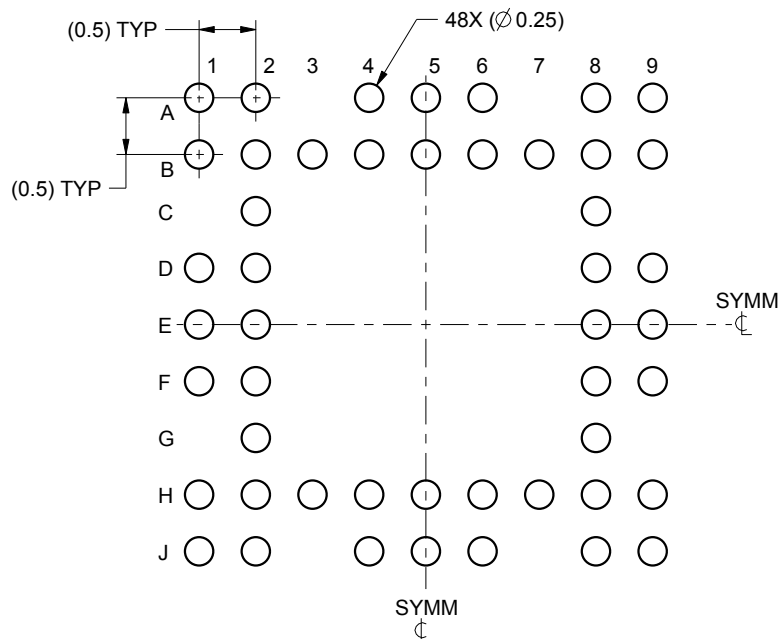 (0.5) TYP
48X (∅ 0.25)
1 2 3 4 5 6 7 8 9
A
(0.5) TYP
B
C
D
E
SYMM
℄
F
G
H
J
SYMM
℄